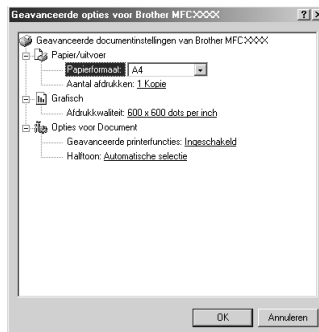 Geavanceerde opties voor Brother MFCXXXX
Geavanceerde documentinstellingen van Brother MFCXXXX
Papier/uitvoer
Papierformaat: A4
Aantal afdrukken: 1 Kopie
Grafisch
Afdrukkwaliteit: 600 x 600 dots per inch
Opties voor Document
Geavanceerde printerfuncties: Ingeschakeld
Halftoon: Automatische selectie
OK Annuleren